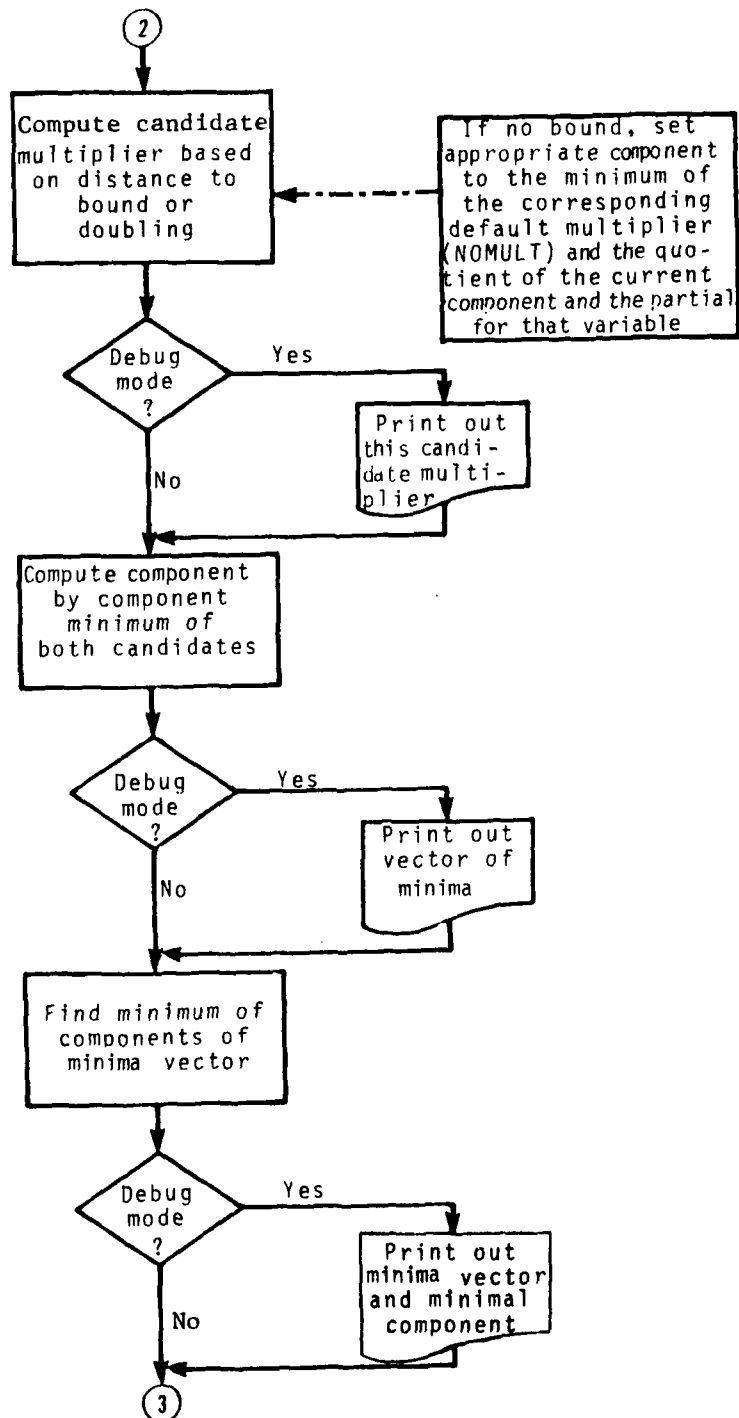 2
Compute candidate
multiplier based
on distance to
bound or
doubling
If no bound, set
appropriate component
to the minimum of
the corresponding
default multiplier
(NOMULT) and the quo-
tient of the current
component and the partial
for that variable
Debug
mode
?
Yes
No
Print out
this candi-
date multi-
plier
Compute component
by component
minimum of
both candidates
Debug
mode
?
Yes
No
Print out
vector of
minima
Find minimum of
components of
minima vector
Debug
mode
?
Yes
No
Print out
minima vector
and minimal
component
3